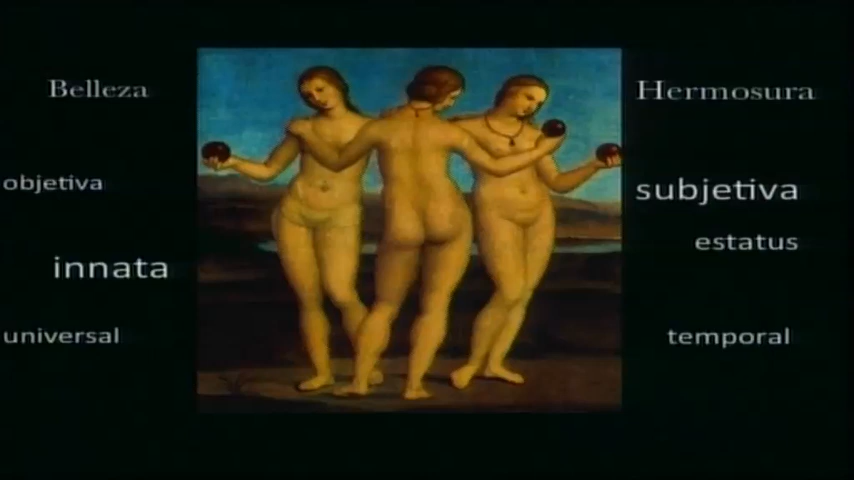 Belleza
objetiva
innata
universal
Hermosura
subjetiva
estatus
temporal